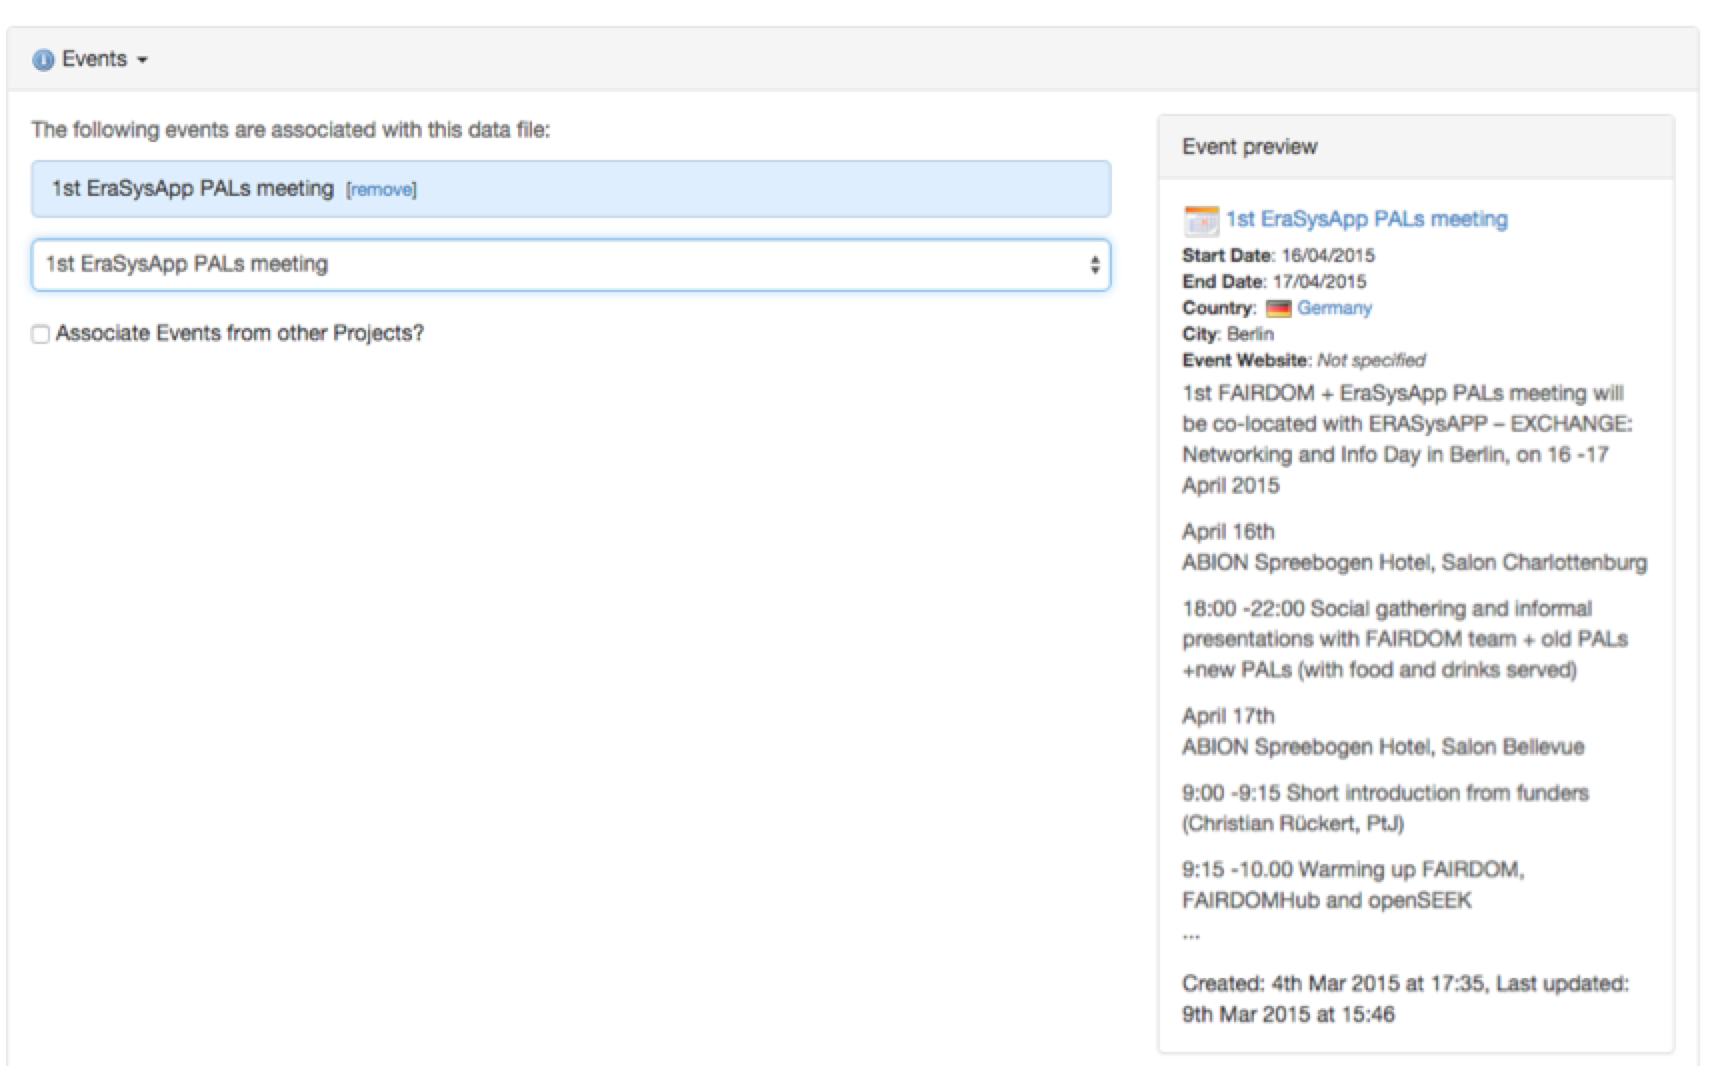 Events
The following events are associated with this data file:
1st EraSysApp PALs meeting [remove]
1st EraSysApp PALs meeting
Associate Events from other Projects?
Event preview
1st EraSysApp PALs meeting
Start Date: 16/04/2015
End Date: 17/04/2015
Country: Germany
City: Berlin
Event Website: Not specified
1st FAIRDOM + EraSysApp PALs meeting will
be co-located with ERASysAPP – EXCHANGE:
Networking and Info Day in Berlin, on 16 -17
April 2015
April 16th
ABION Spreebogen Hotel, Salon Charlottenburg
18:00 -22:00 Social gathering and informal
presentations with FAIRDOM team + old PALs
+new PALs (with food and drinks served)
April 17th
ABION Spreebogen Hotel, Salon Bellevue
9:00 -9:15 Short introduction from funders
(Christian Rückert, PtJ)
9:15 -10.00 Warming up FAIRDOM,
FAIRDOMHub and openSEEK
...
Created: 4th Mar 2015 at 17:35, Last updated:
9th Mar 2015 at 15:46